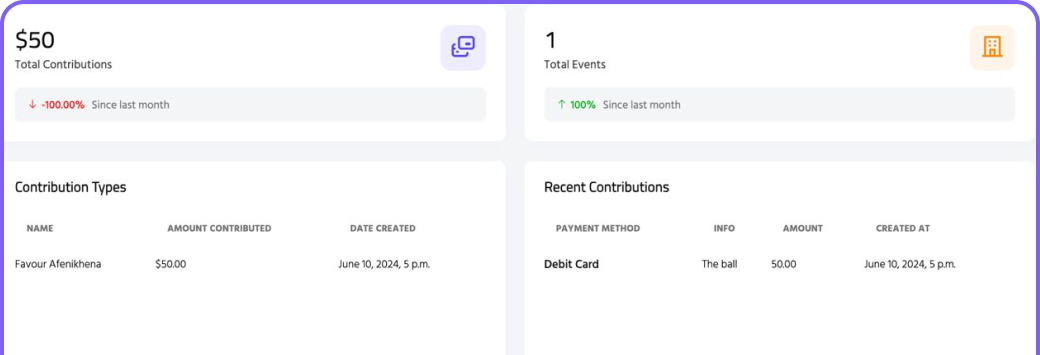 $50
Total Contributions
↓ -100.00% Since last month
1
Total Events
↑ 100% Since last month
Contribution Types
NAME AMOUNT CONTRIBUTED DATE CREATED
Favour Afenikhena $50.00 June 10, 2024, 5 p.m.
Recent Contributions
PAYMENT METHOD INFO AMOUNT CREATED AT
Debit Card The ball 50.00 June 10, 2024, 5 p.m.